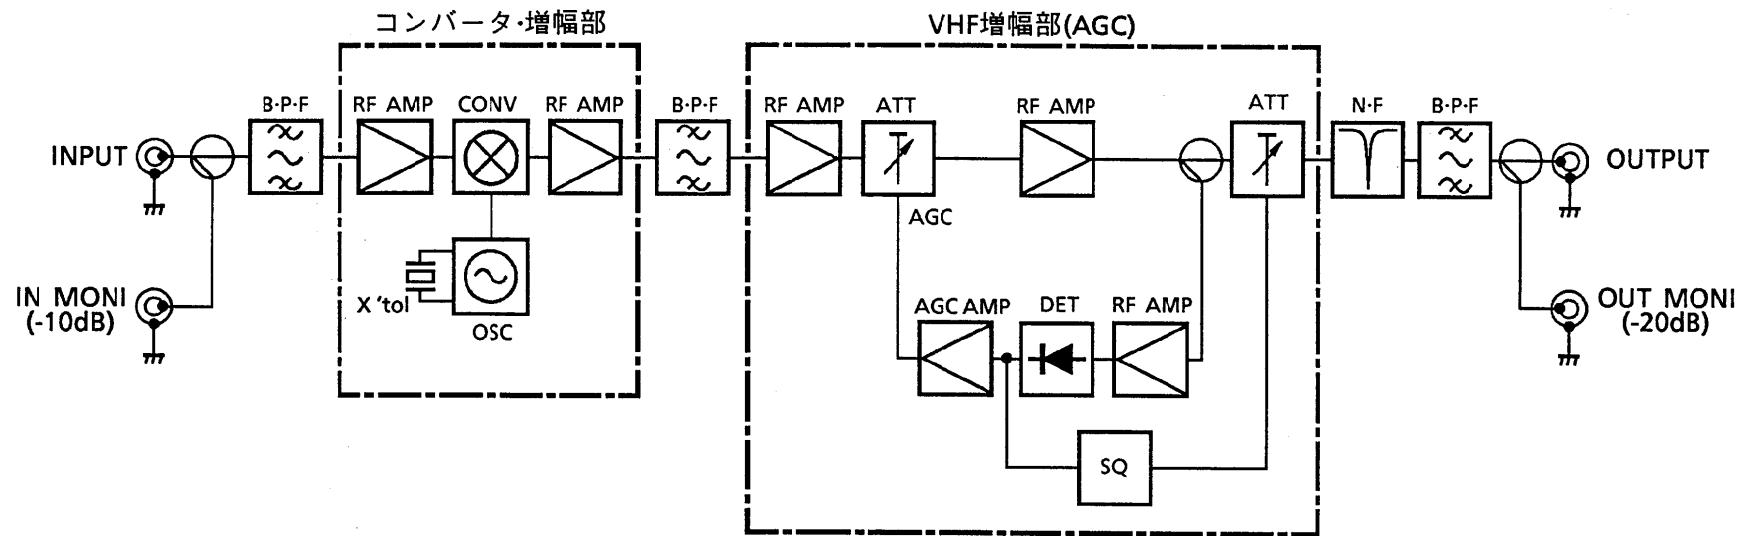 コンバータ･増幅部
VHF増幅部(AGC)
B･P･F
RF AMP
CONV
RF AMP
B･P･F
RF AMP
ATT
RF AMP
ATT
N･F
B･P･F
INPUT
OUTPUT
AGC
X'tol
OSC
IN MONI
(-10dB)
AGC AMP
DET
RF AMP
OUT MONI
(-20dB)
SQ